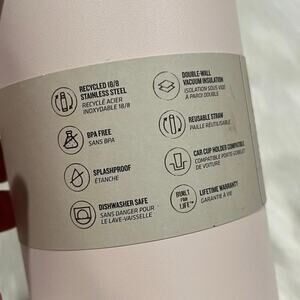 RECYCLED 18/8
STAINLESS STEEL
RECYCLÉ ACIER
INOXYDABLE 18/8
BPA FREE
SANS BPA
SPLASHPROOF
ÉTANCHE
DISHWASHER SAFE
SANS DANGER POUR
LE LAVE-VAISSELLE
DOUBLE-WALL
VACUUM INSULATION
ISOLATION SOUS VIDE
À PAROI DOUBLE
REUSABLE STRAW
PAILLE RÉUTILISABLE
CAR CUP HOLDER COMPATIBLE
COMPATIBLE PORTE-GOBELET
DE VOITURE
BUILT
FOR
LIFE
LIFETIME WARRANTY
GARANTIE À VIE